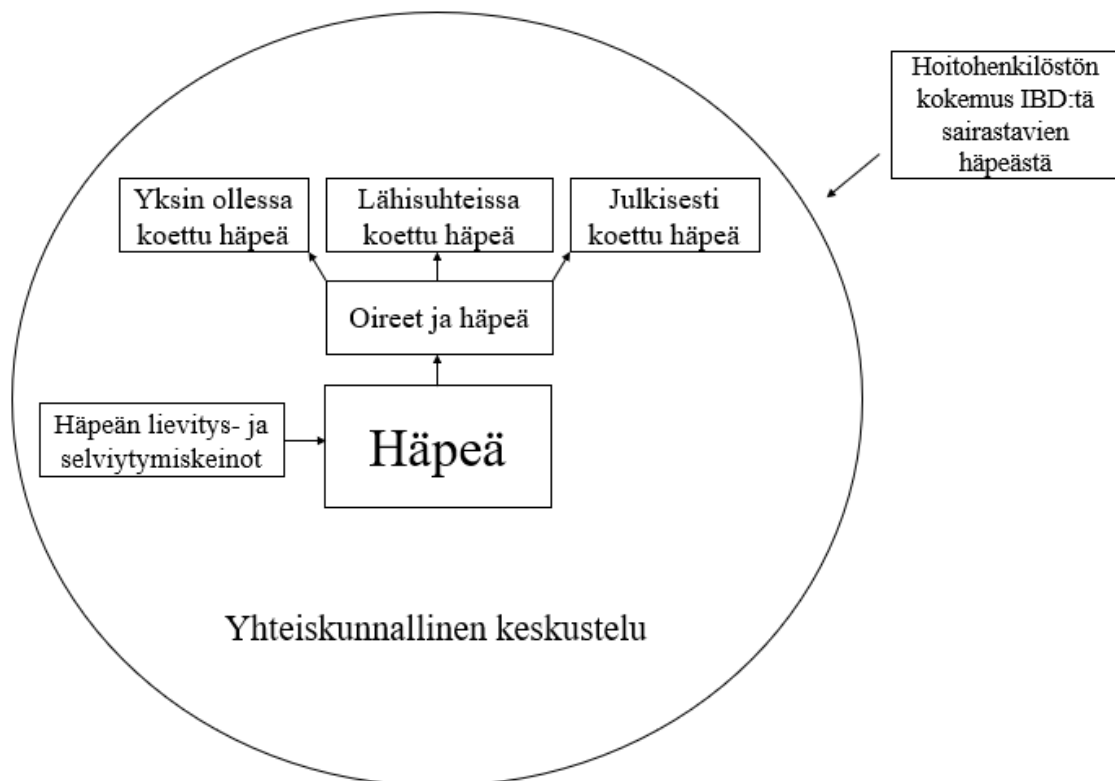 Hoitohenkilöstön
kokemus IBD:tä
sairastavien
häpeästä
Yksin ollessa
koettu häpeä
Lähisuhteissa
koettu häpeä
Julkisesti
koettu häpeä
Oireet ja häpeä
Häpeän lievitys- ja
selviytymiskeinot
Häpeä
Yhteiskunnallinen keskustelu